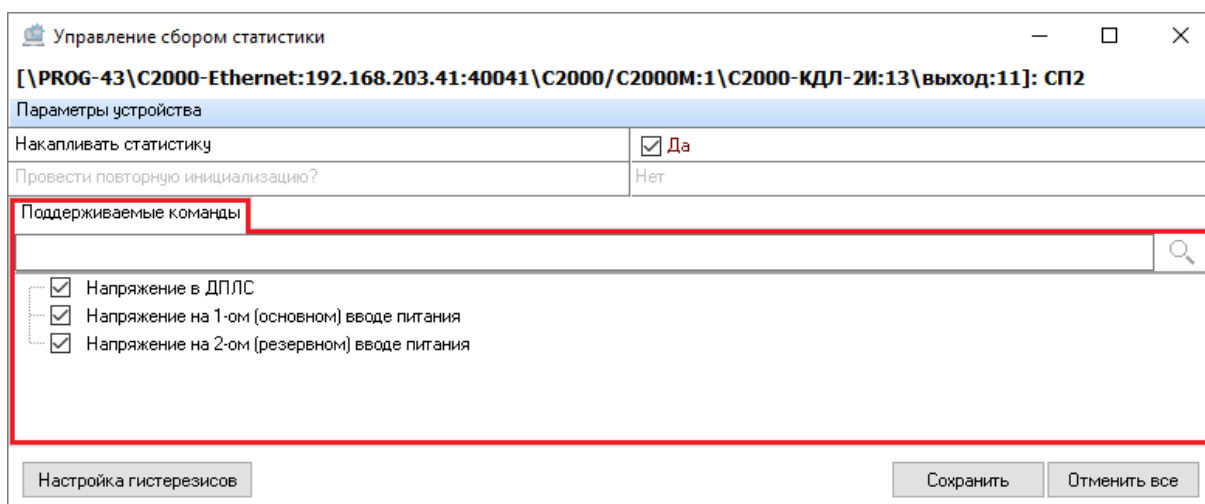 Управление сбором статистики
[\PROG-43\C2000-Ethernet:192.168.203.41:40041\C2000/C2000M:1\C2000-КДЛ-2И:13\выход:11]: СП2
Параметры устройства
Накапливать статистику Да
Провести повторную инициализацию? Нет
Поддерживаемые команды
Напряжение в ДПЛС
Напряжение на 1-ом (основном) вводе питания
Напряжение на 2-ом (резервном) вводе питания
Настройка гистерезисов Сохранить Отменить все